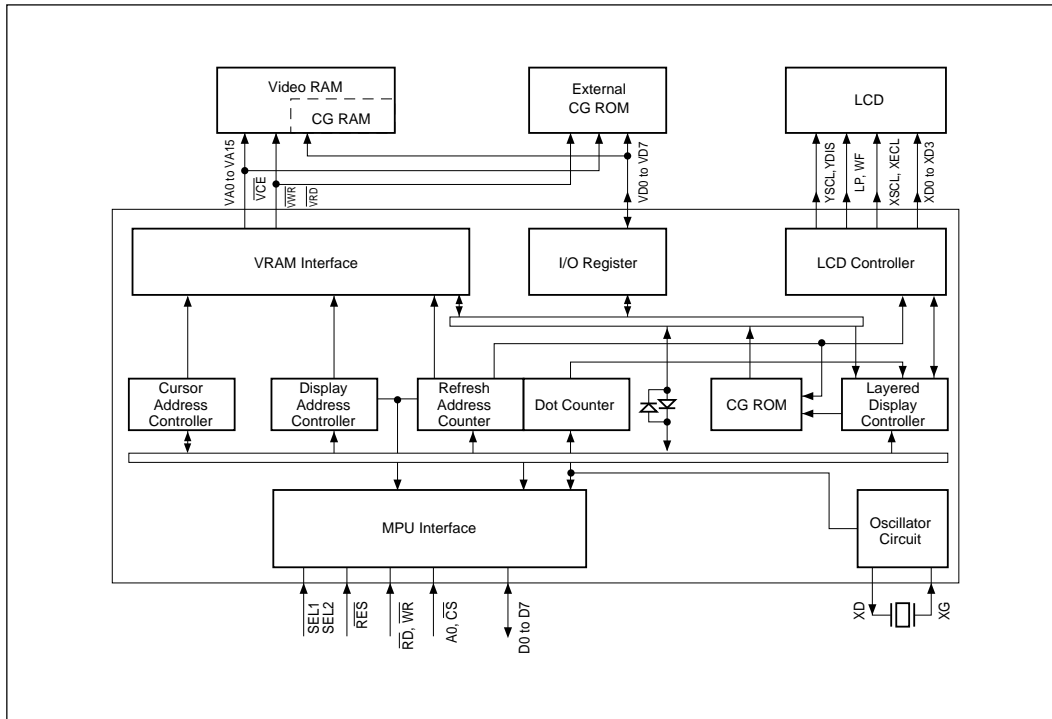 Video RAM
CG RAM
External
CG ROM
LCD
VA0 to VA15
VCE
VWR
VRD
VD0 to VD7
YSCL,YDIS
LP, WF
XSCL, XECL
XD0 to XD3
VRAM Interface
I/O Register
LCD Controller
Cursor
Address
Controller
Display
Address
Controller
Refresh
Address
Counter
Dot Counter
CG ROM
Layered
Display
Controller
MPU Interface
Oscillator
Circuit
SEL1
SEL2
RES
RD, WR
A0, CS
D0 to D7
XD
XG